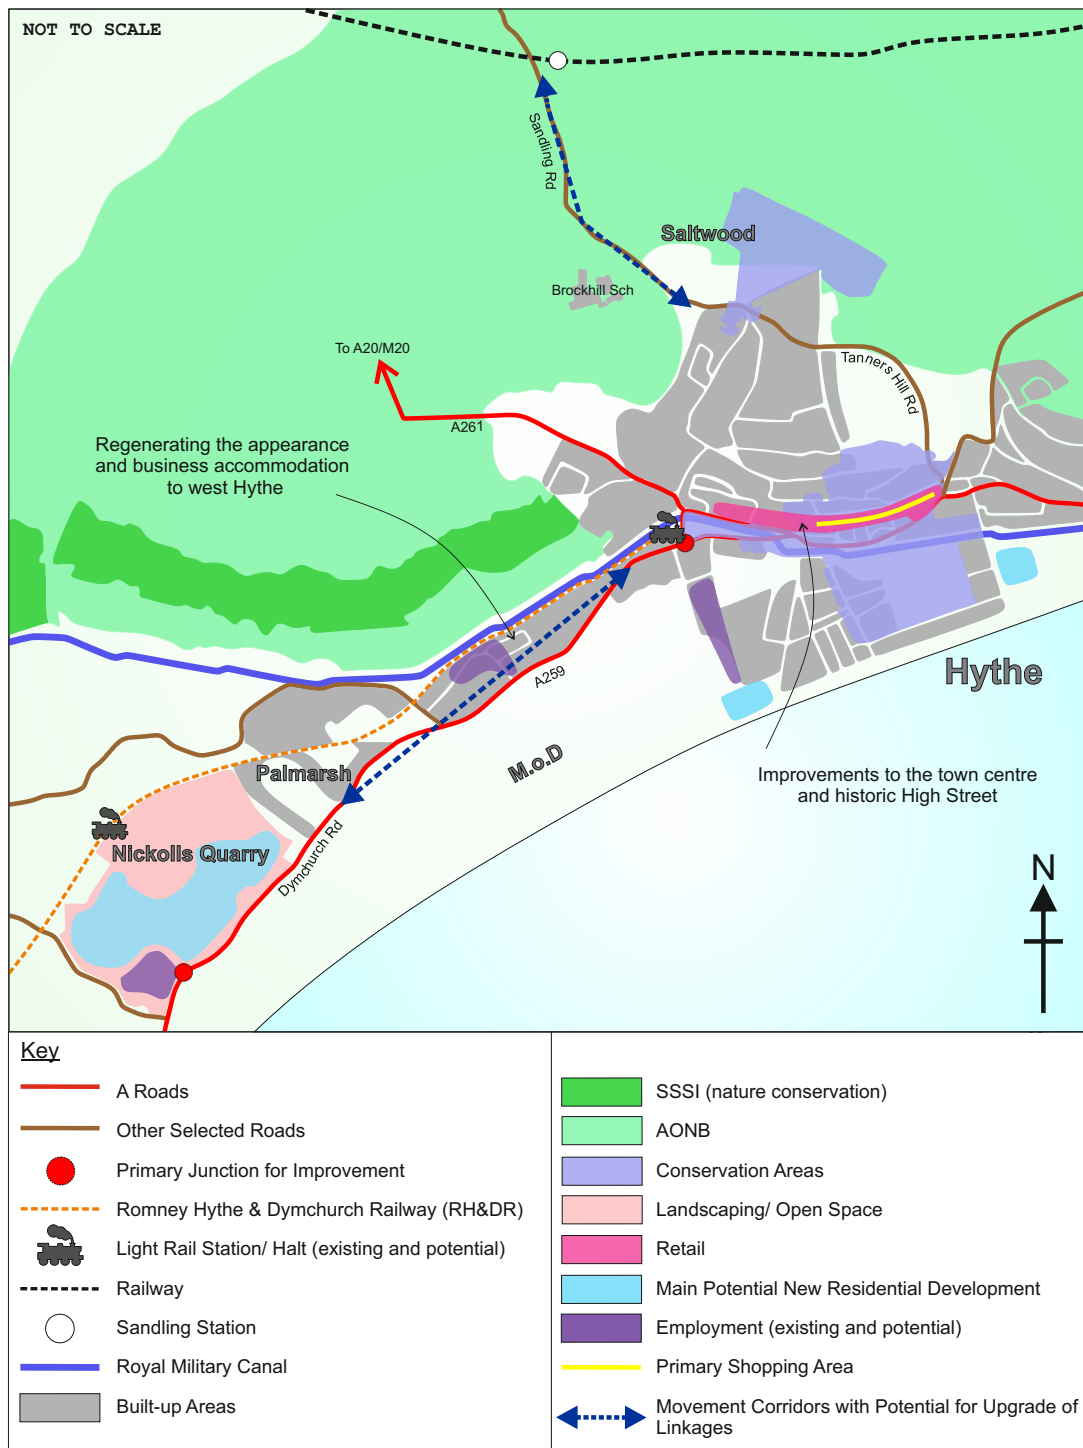 NOT TO SCALE
Sandling Rd
Saltwood
Brockhill Sch
To A20/M20
Tanners Hill Rd
A261
Regenerating the appearance
and business accommodation
to west Hythe
Hythe
A259
M.o.D
Palmarsh
Improvements to the town centre
and historic High Street
Dymchurch Rd
Nickolls Quarry
N
Key
A Roads
Other Selected Roads
Primary Junction for Improvement
Romney Hythe & Dymchurch Railway (RH&DR)
Light Rail Station/ Halt (existing and potential)
Railway
Sandling Station
Royal Military Canal
Built-up Areas
SSSI (nature conservation)
AONB
Conservation Areas
Landscaping/ Open Space
Retail
Main Potential New Residential Development
Employment (existing and potential)
Primary Shopping Area
Movement Corridors with Potential for Upgrade of
Linkages